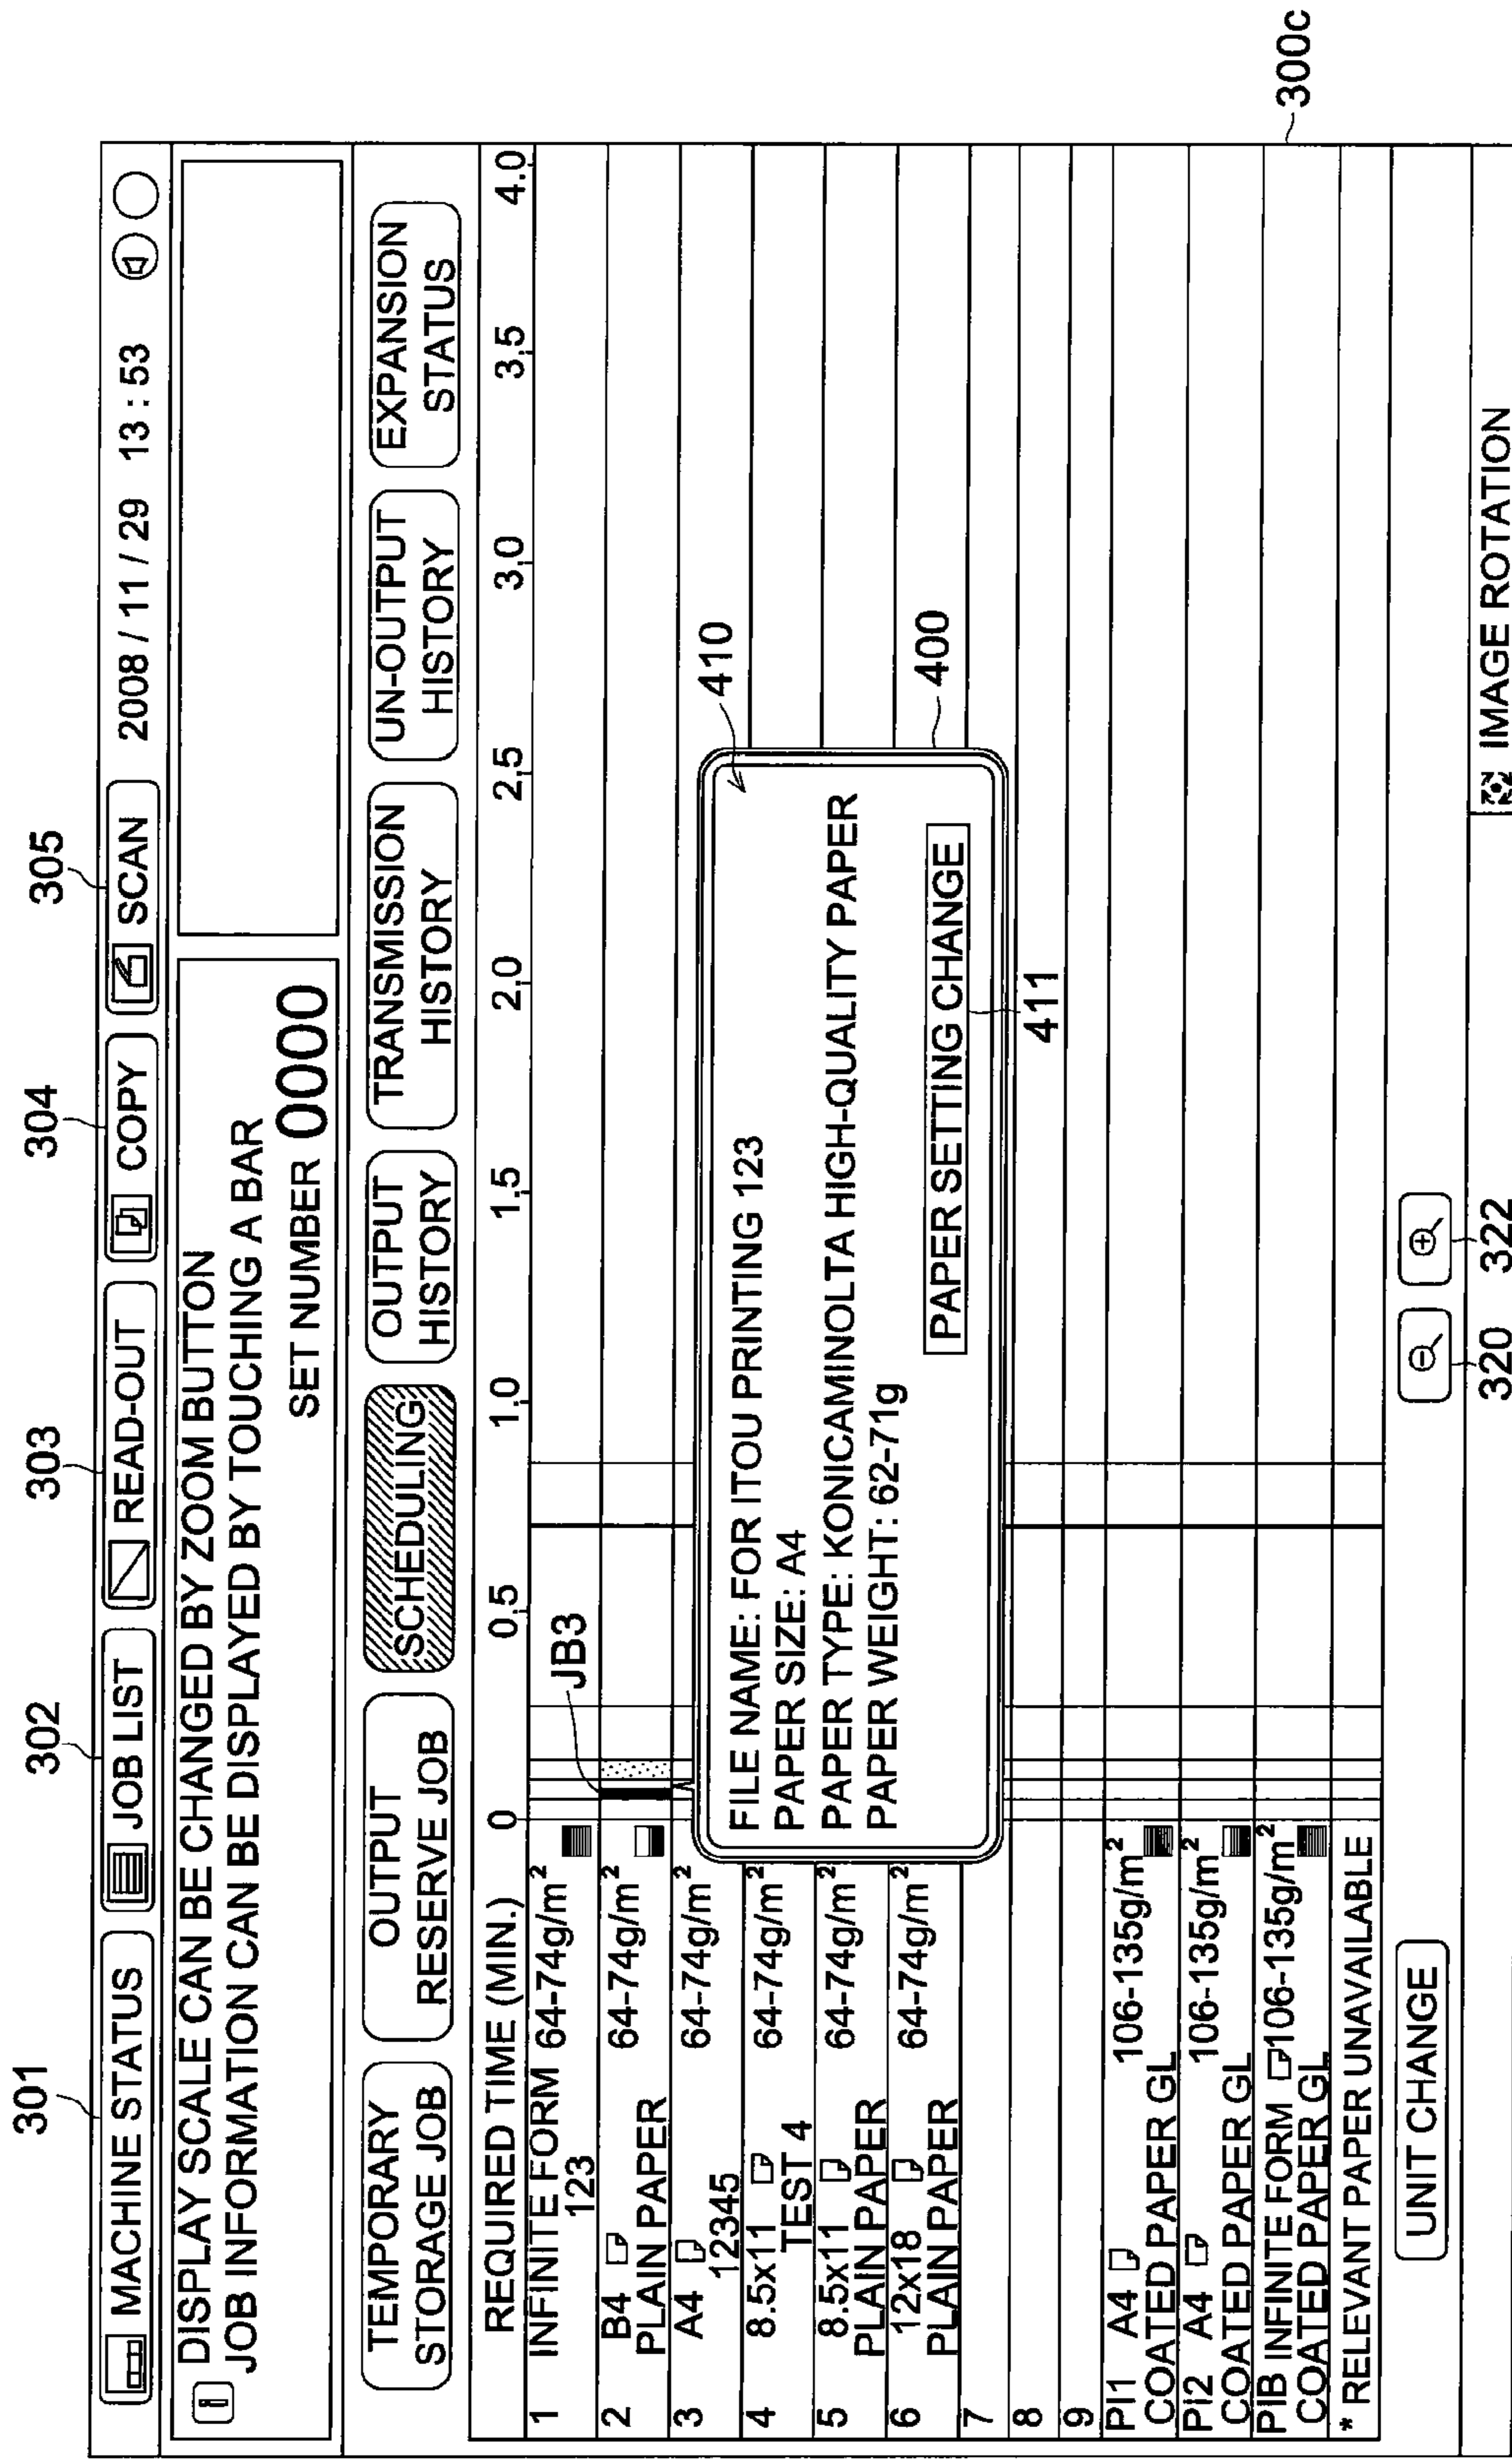 301
302
303
304
305
MACHINE STATUS
JOB LIST
READ-OUT
COPY
SCAN
2008 / 11 / 29 13 : 53
DISPLAY SCALE CAN BE CHANGED BY ZOOM BUTTON
JOB INFORMATION CAN BE DISPLAYED BY TOUCHING A BAR
SET NUMBER 0000
TEMPORARY
STORAGE JOB
OUTPUT
RESERVE JOB
SCHEDULING
OUTPUT
HISTORY
TRANSMISSION
HISTORY
UN-OUTPUT
HISTORY
EXPANSION
STATUS
REQUIRED TIME (MIN.)
0 0.5 1.0 1.5 2.0 2.5 3.0 3.5 4.0
1 INFINITE FORM 64-74g/m²
123
JB3
2 B4 64-74g/m²
PLAIN PAPER
3 A4 64-74g/m²
12345
4 8.5x11 64-74g/m²
TEST 4
5 8.5x11 64-74g/m²
PLAIN PAPER
6 12x18 64-74g/m²
PLAIN PAPER
7
8
9
FILE NAME: FOR ITOU PRINTING 123
PAPER SIZE: A4
PAPER TYPE: KONICAMINOLTA HIGH-QUALITY PAPER
PAPER WEIGHT: 62-71g
PAPER SETTING CHANGE
410
400
411
PI1 A4 106-135g/m²
COATED PAPER GL
PI2 A4 106-135g/m²
COATED PAPER GL
PIB INFINITE FORM 106-135g/m²
COATED PAPER GL
* RELEVANT PAPER UNAVAILABLE
300c
UNIT CHANGE
320
322
IMAGE ROTATION